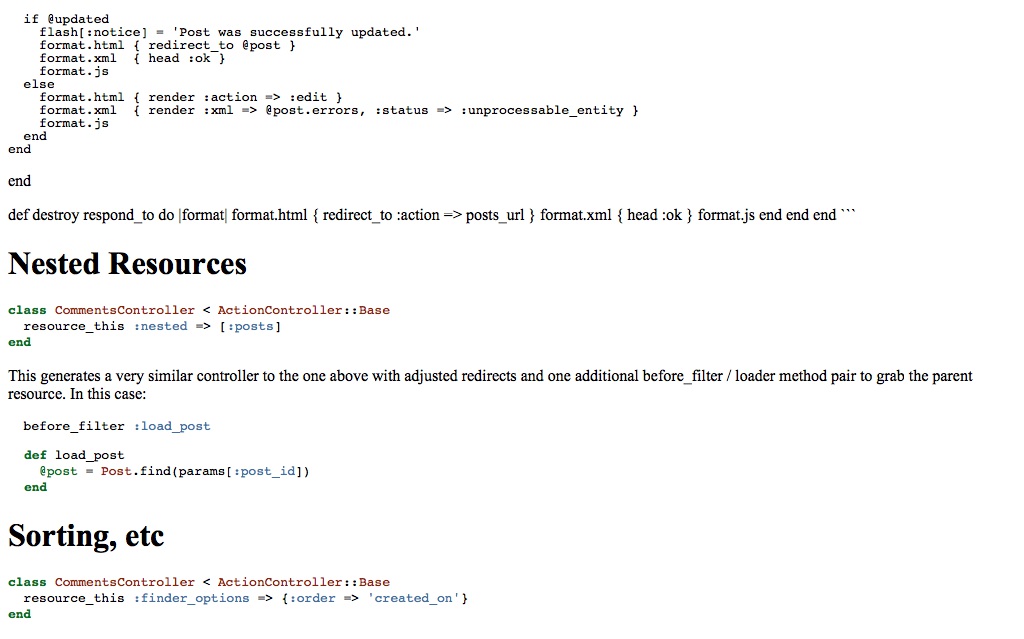 if @updated
flash[:notice] = 'Post was successfully updated.'
format.html { redirect_to @post }
format.xml  { head :ok }
format.js
else
format.html { render :action => :edit }
format.xml  { render :xml => @post.errors, :status => :unprocessable_entity }
format.js
end
end
end
def destroy respond_to do |format| format.html { redirect_to :action => posts_url } format.xml { head :ok } format.js end end end ```
Nested Resources
class CommentsController < ActionController::Base
resource_this :nested => [:posts]
end
This generates a very similar controller to the one above with adjusted redirects and one additional before_filter / loader method pair to grab the parent
resource. In this case:
before_filter :load_post
def load_post
@post = Post.find(params[:post_id])
end
Sorting, etc
class CommentsController < ActionController::Base
resource_this :finder_options => {:order => 'created_on'}
end